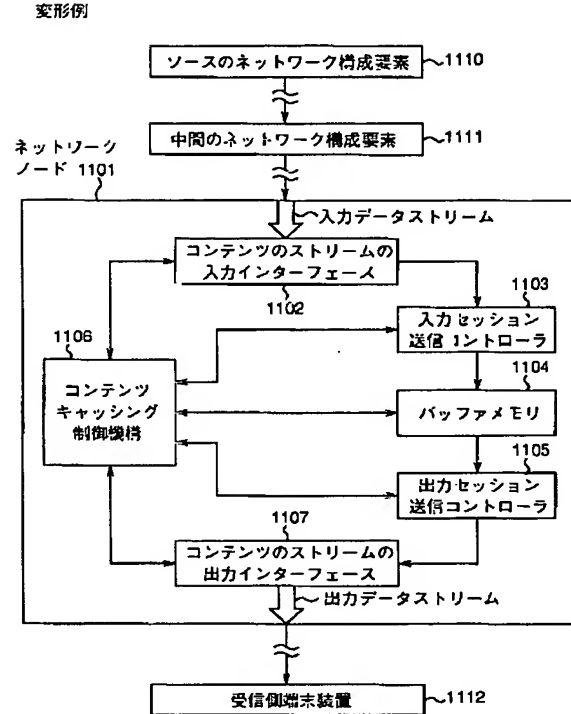 変形例
ソースのネットワーク構成要素 1110
中間のネットワーク構成要素 1111
ネットワーク
ノード 1101
入力データストリーム
コンテンツのストリームの
入力インターフェース
1102
1103
入力セッション
送信コントローラ
1106
コンテンツ
キャッシング
制御機構
1104
バッファメモリ
1105
出力セッション
送信コントローラ
1107
コンテンツのストリームの
出力インターフェース
出力データストリーム
受信側端末装置 1112